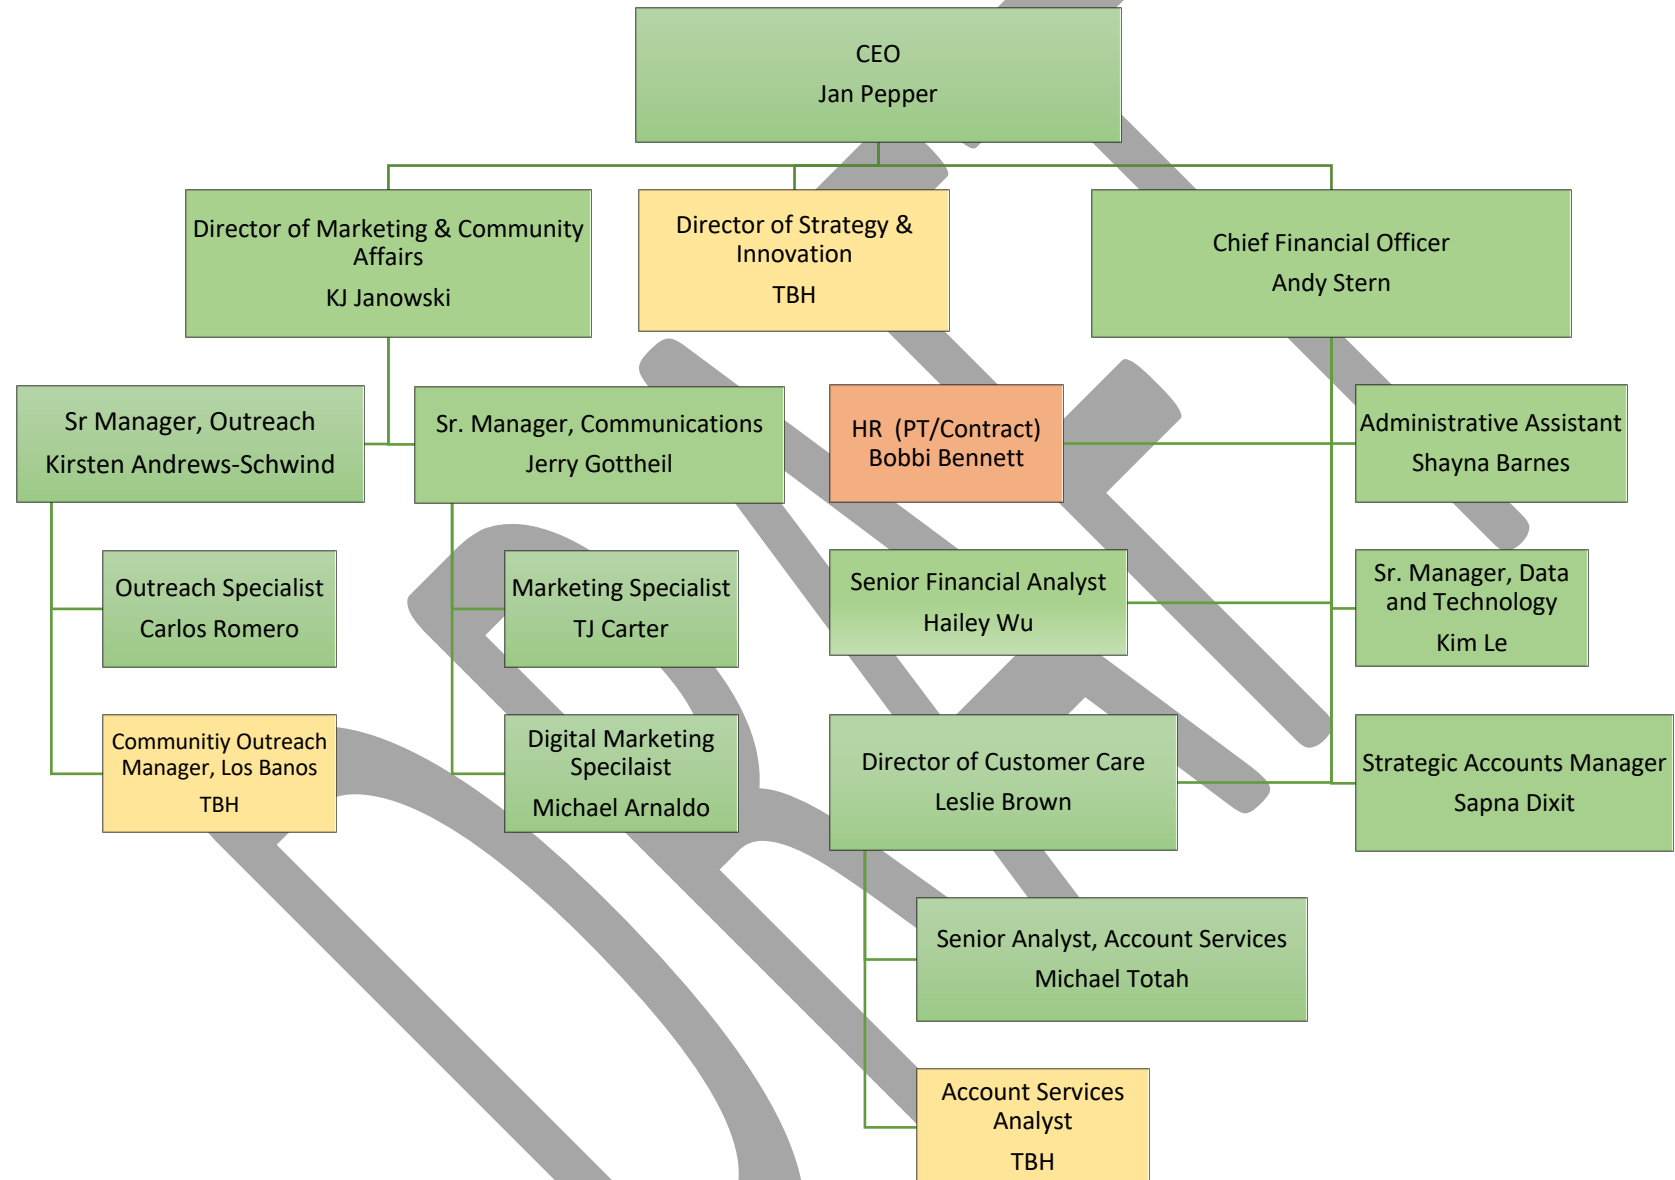 CEO
Jan Pepper
Director of Marketing & Community
Affairs
KJ Janowski
Director of Strategy &
Innovation
TBH
Chief Financial Officer
Andy Stern
Sr Manager, Outreach
Kirsten Andrews-Schwind
Sr. Manager, Communications
Jerry Gottheil
HR (PT/Contract)
Bobbi Bennett
Administrative Assistant
Shayna Barnes
Outreach Specialist
Carlos Romero
Marketing Specialist
TJ Carter
Senior Financial Analyst
Hailey Wu
Sr. Manager, Data
and Technology
Kim Le
Communitiy Outreach
Manager, Los Banos
TBH
Digital Marketing
Specilaist
Michael Arnaldo
Director of Customer Care
Leslie Brown
Strategic Accounts Manager
Sapna Dixit
Senior Analyst, Account Services
Michael Totah
Account Services
Analyst
TBH